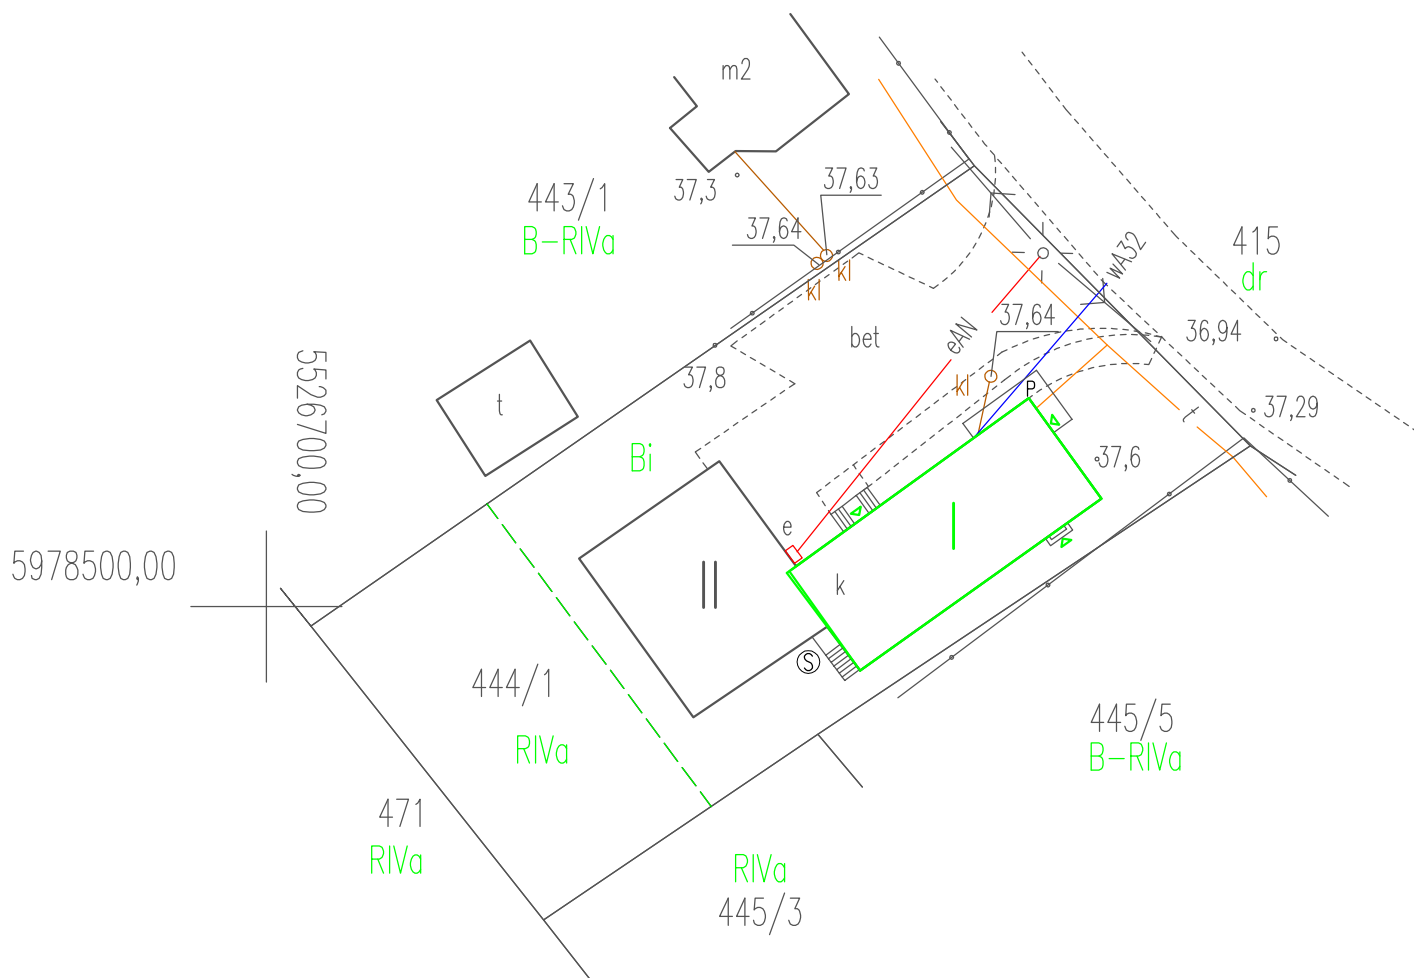 m2
37,3
37,63
443/1
B-RIVa
37,64
kl
kl
wA32
415
dr
bet
eAN
37,64
36,94
5526700,00
t
37,8
kl
P
t
37,29
Bi
37,6
e
I
5978500,00
II
k
S
444/1
RIVa
445/5
B-RIVa
471
RIVa
RIVa
445/3